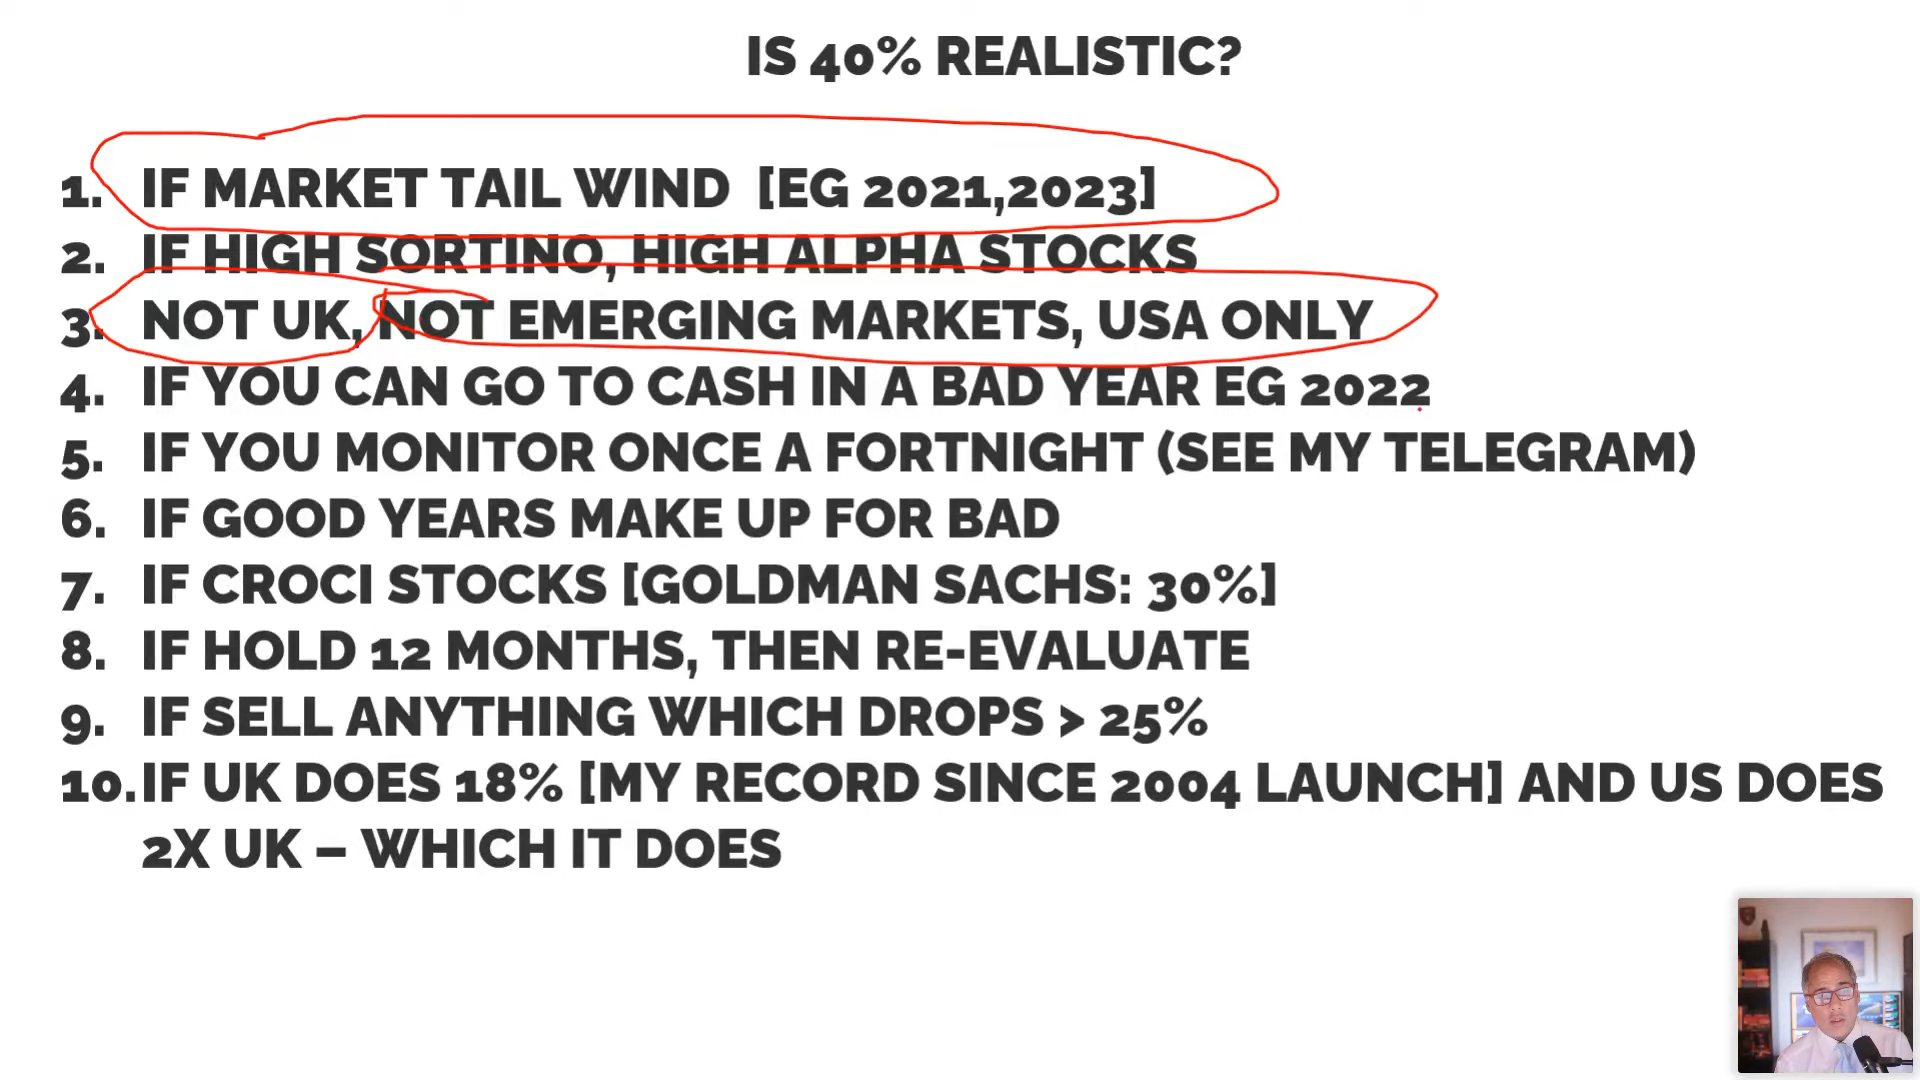 IS 40% REALISTIC?
1. IF MARKET TAIL WIND [EG 2021,2023]
2. IF HIGH SORTINO, HIGH ALPHA STOCKS
3. NOT UK, NOT EMERGING MARKETS, USA ONLY
4. IF YOU CAN GO TO CASH IN A BAD YEAR EG 2022
5. IF YOU MONITOR ONCE A FORTNIGHT (SEE MY TELEGRAM)
6. IF GOOD YEARS MAKE UP FOR BAD
7. IF CROCI STOCKS [GOLDMAN SACHS: 30%]
8. IF HOLD 12 MONTHS, THEN RE-EVALUATE
9. IF SELL ANYTHING WHICH DROPS > 25%
10. IF UK DOES 18% [MY RECORD SINCE 2004 LAUNCH] AND US DOES
2X UK – WHICH IT DOES